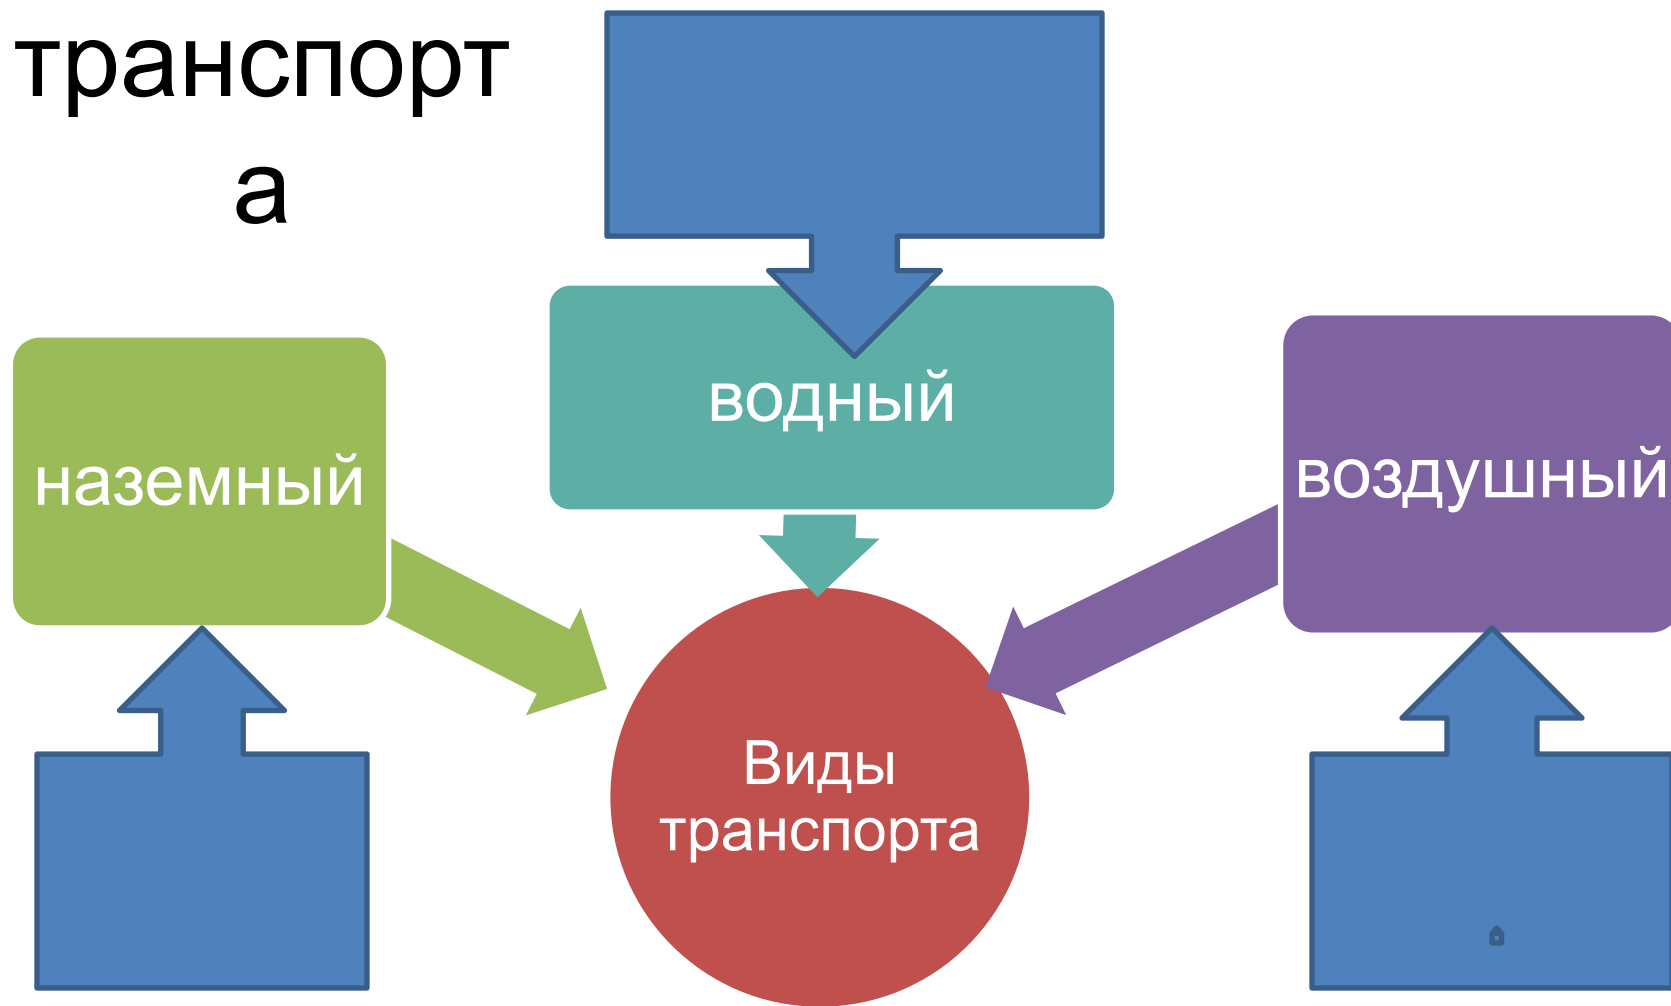 транспорт
а
водный
наземный
воздушный
Виды
транспорта